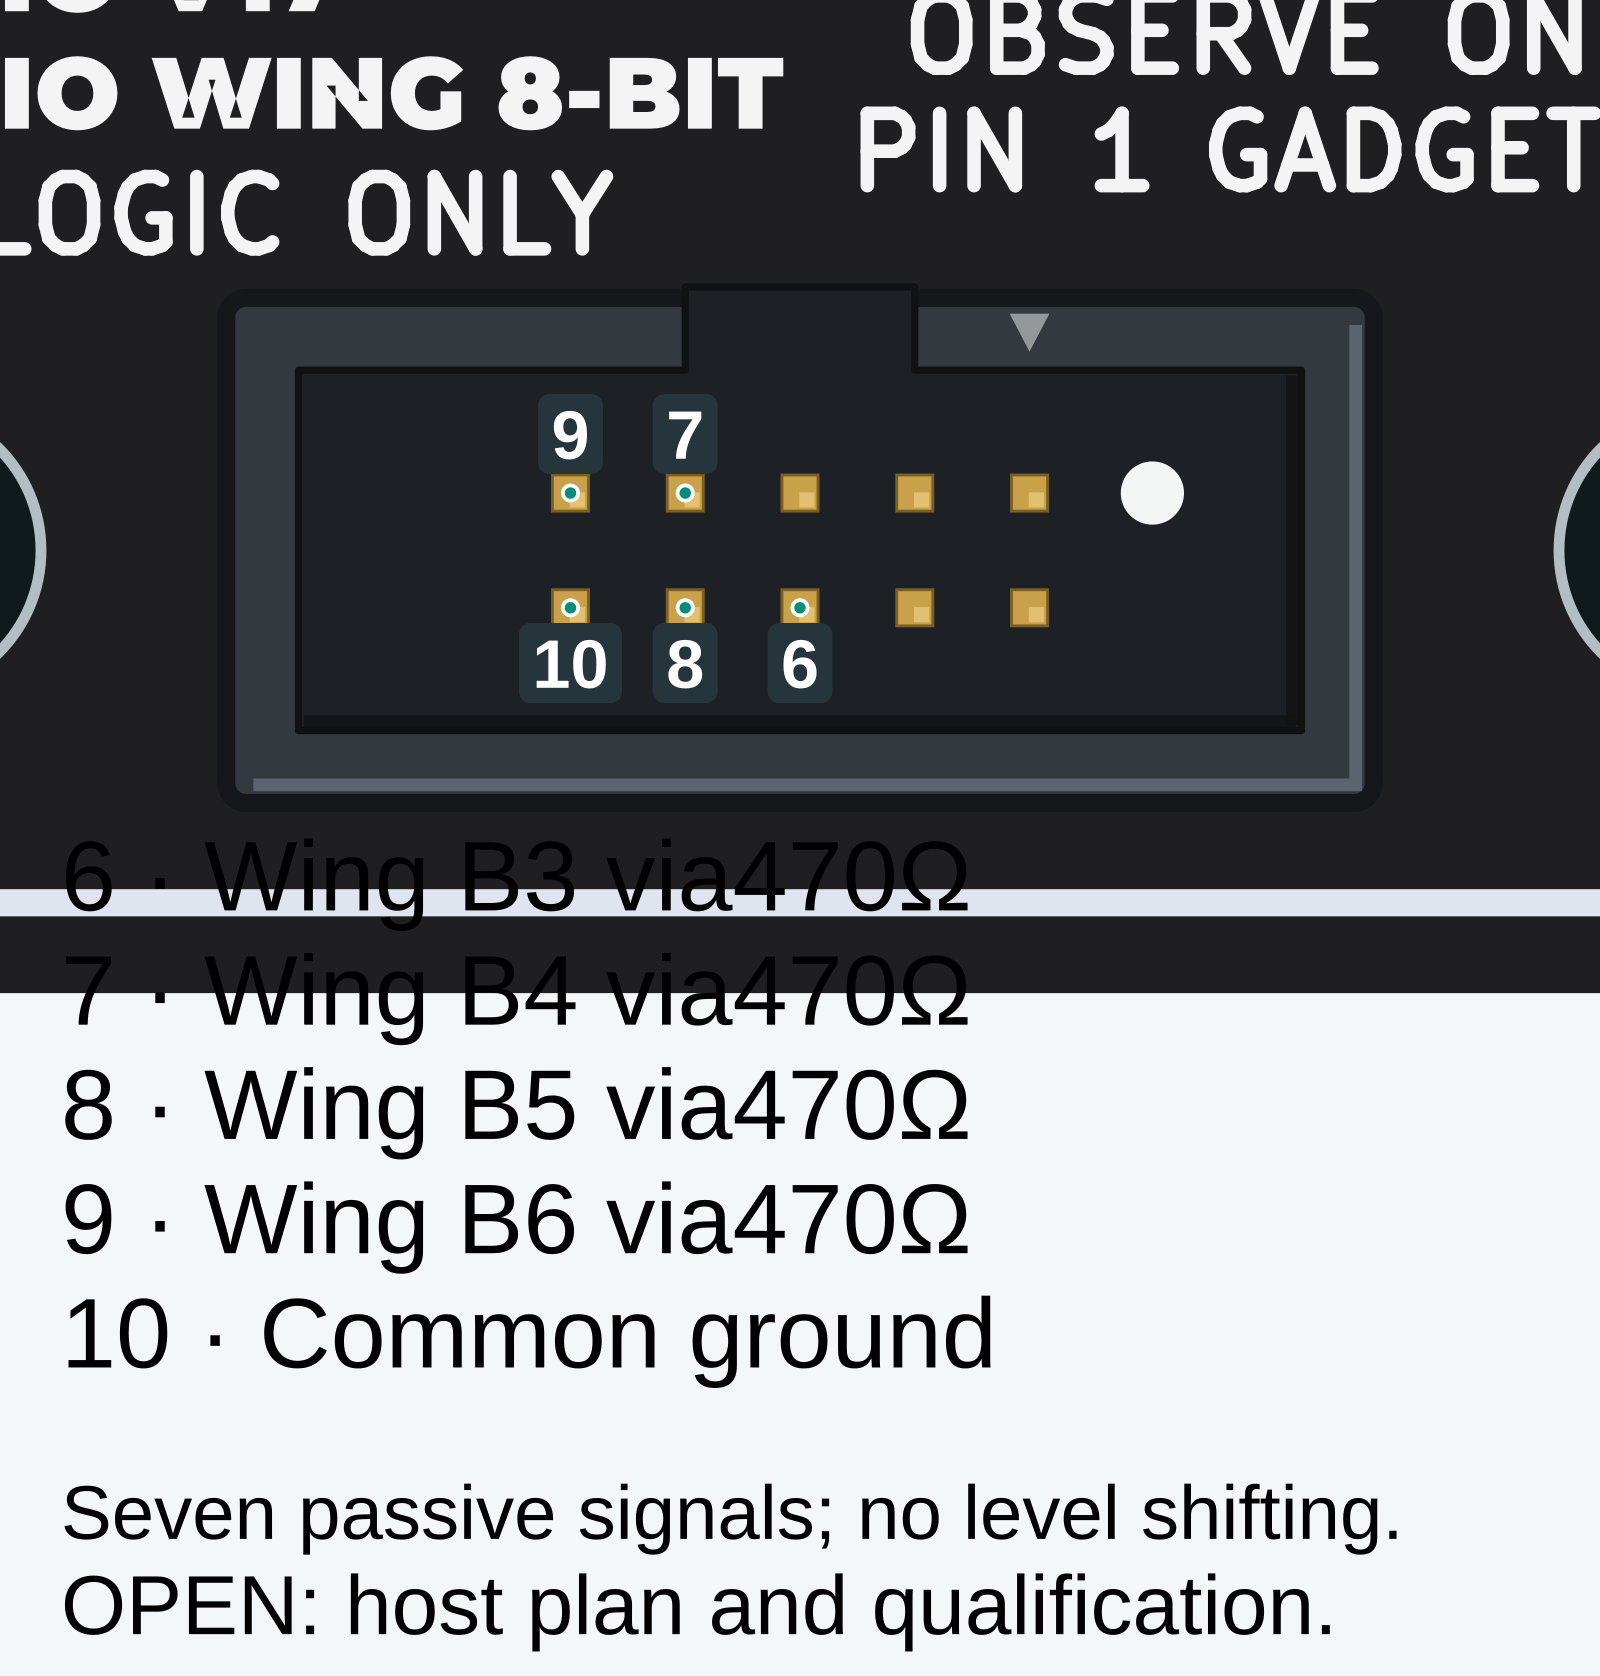 IO WING 8-BIT
LOGIC ONLY
OBSERVE ON
PIN 1 GADGET
9 7
10 8 6
6 · Wing B3 via470Ω
7 · Wing B4 via470Ω
8 · Wing B5 via470Ω
9 · Wing B6 via470Ω
10 · Common ground
Seven passive signals; no level shifting.
OPEN: host plan and qualification.